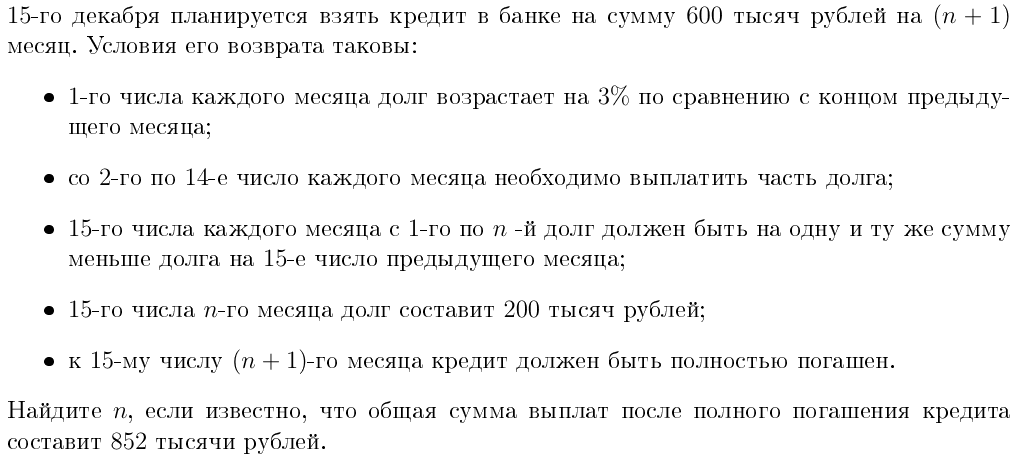 15-го декабря планируется взять кредит в банке на сумму 600 тысяч рублей на (n + 1)
месяц. Условия его возврата таковы:
• 1-го числа каждого месяца долг возрастает на 3% по сравнению с концом предыду-
щего месяца;
• со 2-го по 14-е число каждого месяца необходимо выплатить часть долга;
• 15-го числа каждого месяца с 1-го по n -й долг должен быть на одну и ту же сумму
меньше долга на 15-е число предыдущего месяца;
• 15-го числа n-го месяца долг составит 200 тысяч рублей;
• к 15-му числу (n + 1)-го месяца кредит должен быть полностью погашен.
Найдите n, если известно, что общая сумма выплат после полного погашения кредита
составит 852 тысячи рублей.